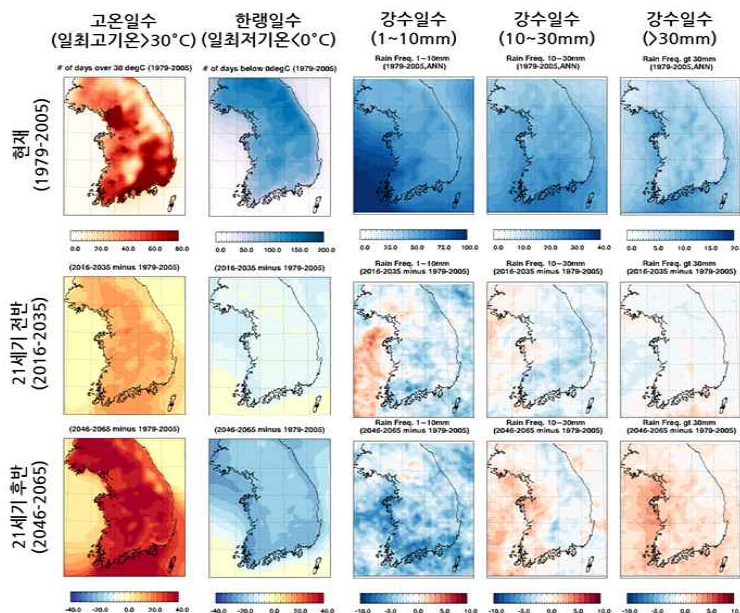 고온일수
(일최고기온>30°C)
한랭일수
(일최저기온<0°C)
강수일수
(1~10mm)
강수일수
(10~30mm)
강수일수
(>30mm)
현재
(1979-2005)
# of days over 30 degC (1979-2005)
# of days below 0degC (1979-2005)
Rain Freq. 1~10mm
(1979-2005,ANN)
Rain Freq. 10~30mm
(1979-2005,ANN)
Rain Freq. gt 30mm
(1979-2005,ANN)
0.0 20.0 40.0 60.0 80.0
0.0 50.0 100.0 150.0 200.0
0.0 25.0 50.0 75.0 100.0
0.0 10.0 20.0 30.0 40.0
0.0 5.0 10.0 15.0 20.
21세기 전반
(2016-2035)
(2016-2035 minus 1979-2005)
(2016-2035 minus 1979-2005)
Rain Freq. 1~10mm
(2016-2035 minus 1979-2005)
Rain Freq. 10~30mm
(2016-2035 minus 1979-2005)
Rain Freq. gt 30mm
(2016-2035 minus 1979-2005)
21세기 후반
(2046-2065)
(2046-2065 minus 1979-2005)
(2046-2065 minus 1979-2005)
Rain Freq. 1~10mm
(2046-2065 minus 1979-2005)
Rain Freq. 10~30mm
(2046-2065 minus 1979-2005)
Rain Freq. gt 30mm
(2046-2065 minus 1979-2005)
-40.0 -20.0 0.0 20.0 40.0
-40.0 -20.0 0.0 20.0 40.0
-10.0 -5.0 0.0 5.0 10.0
-10.0 -5.0 0.0 5.0 10.0
-10.0 -5.0 0.0 5.0 10.